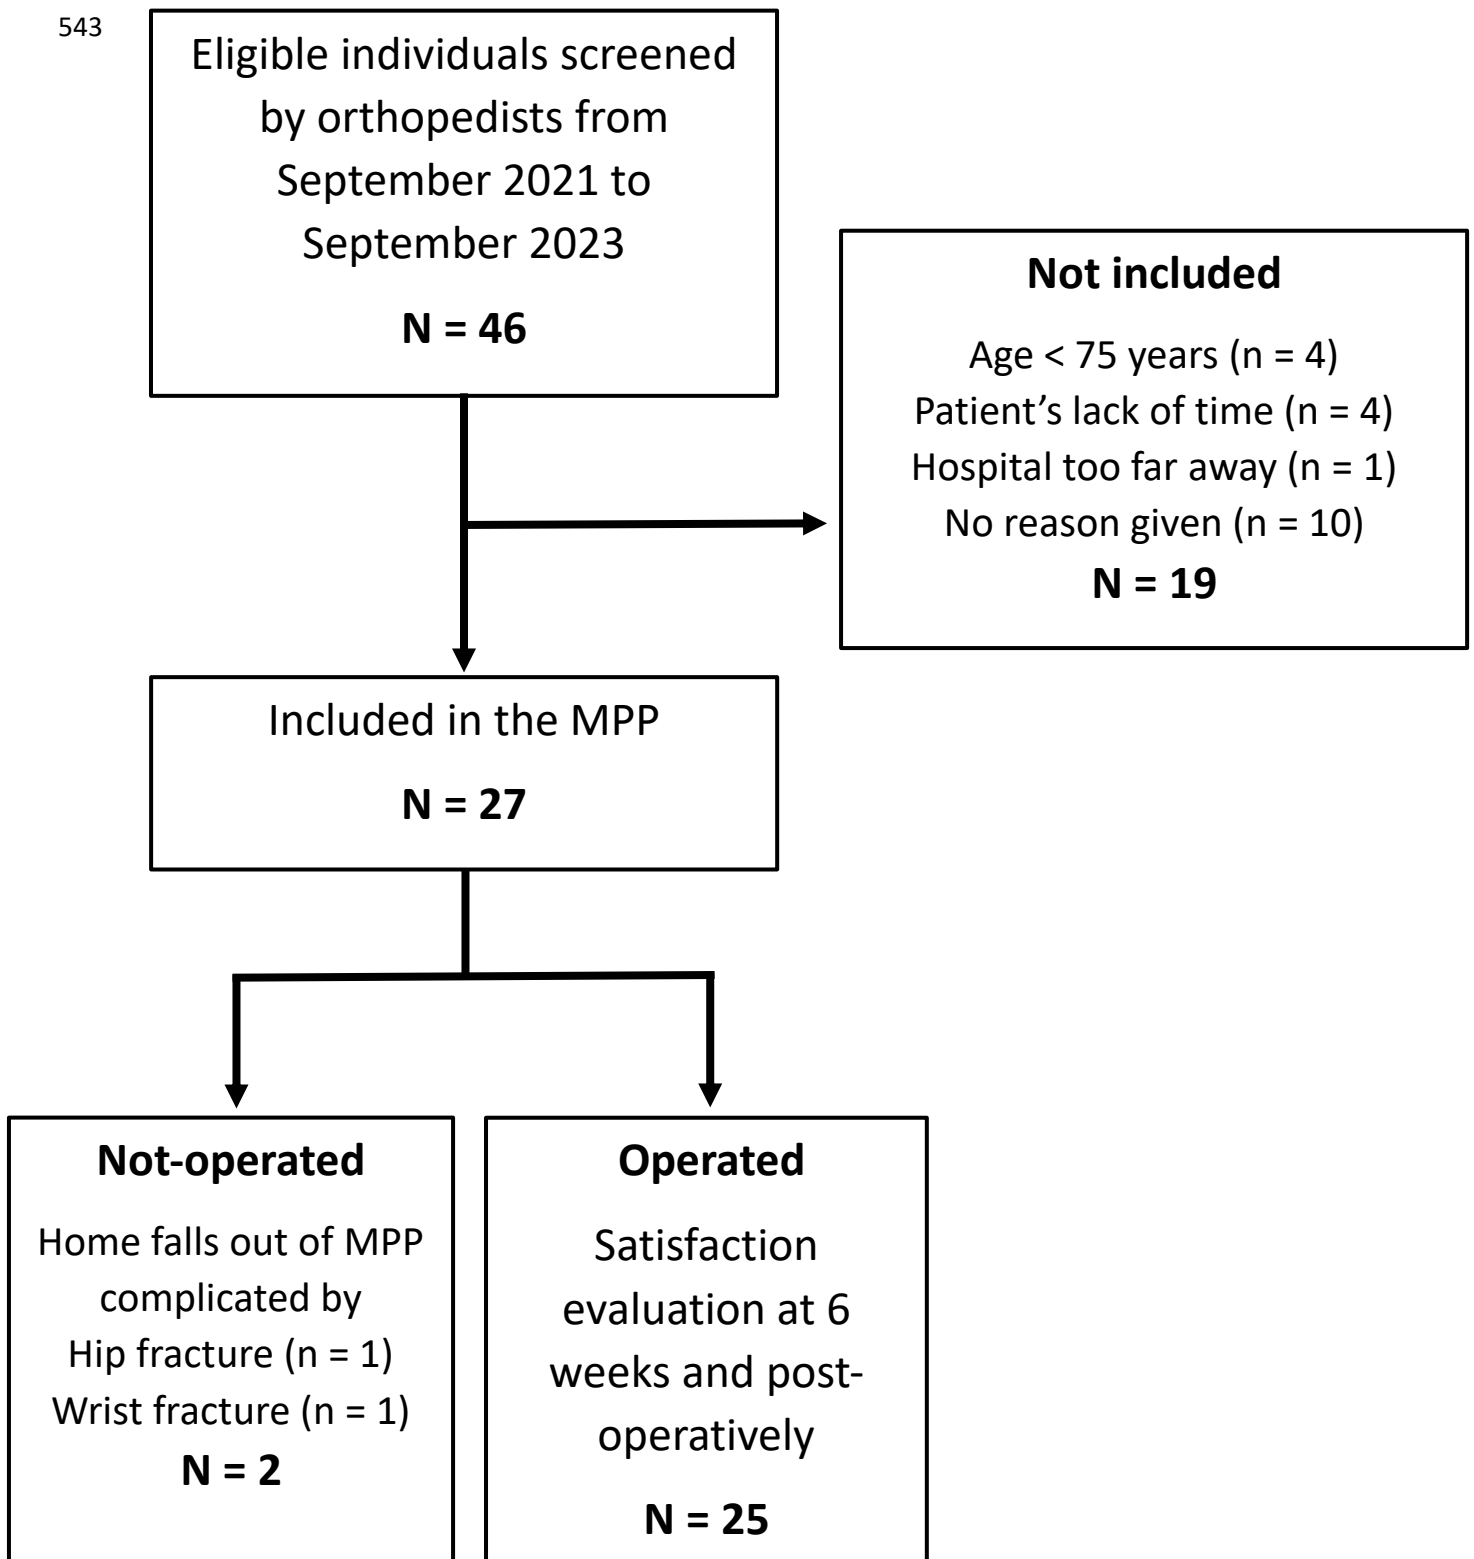 543
Eligible individuals screened
by orthopedists from
September 2021 to
September 2023
N = 46
Not included
Age < 75 years (n = 4)
Patient’s lack of time (n = 4)
Hospital too far away (n = 1)
No reason given (n = 10)
N = 19
Included in the MPP
N = 27
Not-operated
Home falls out of MPP
complicated by
Hip fracture (n = 1)
Wrist fracture (n = 1)
N = 2
Operated
Satisfaction
evaluation at 6
weeks and post-
operatively
N = 25